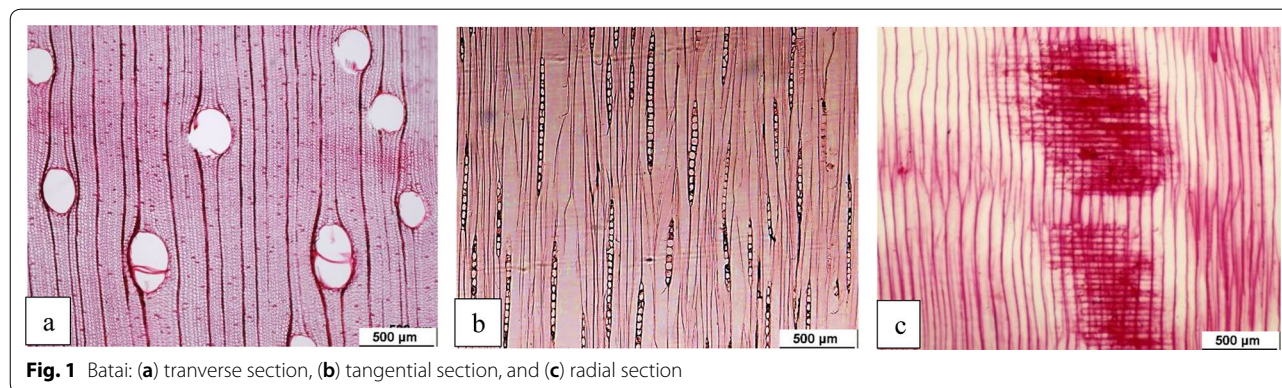 a
500 µm
b
500 µm
c
500 µm
Fig. 1 Batai: (a) tranverse section, (b) tangential section, and (c) radial section